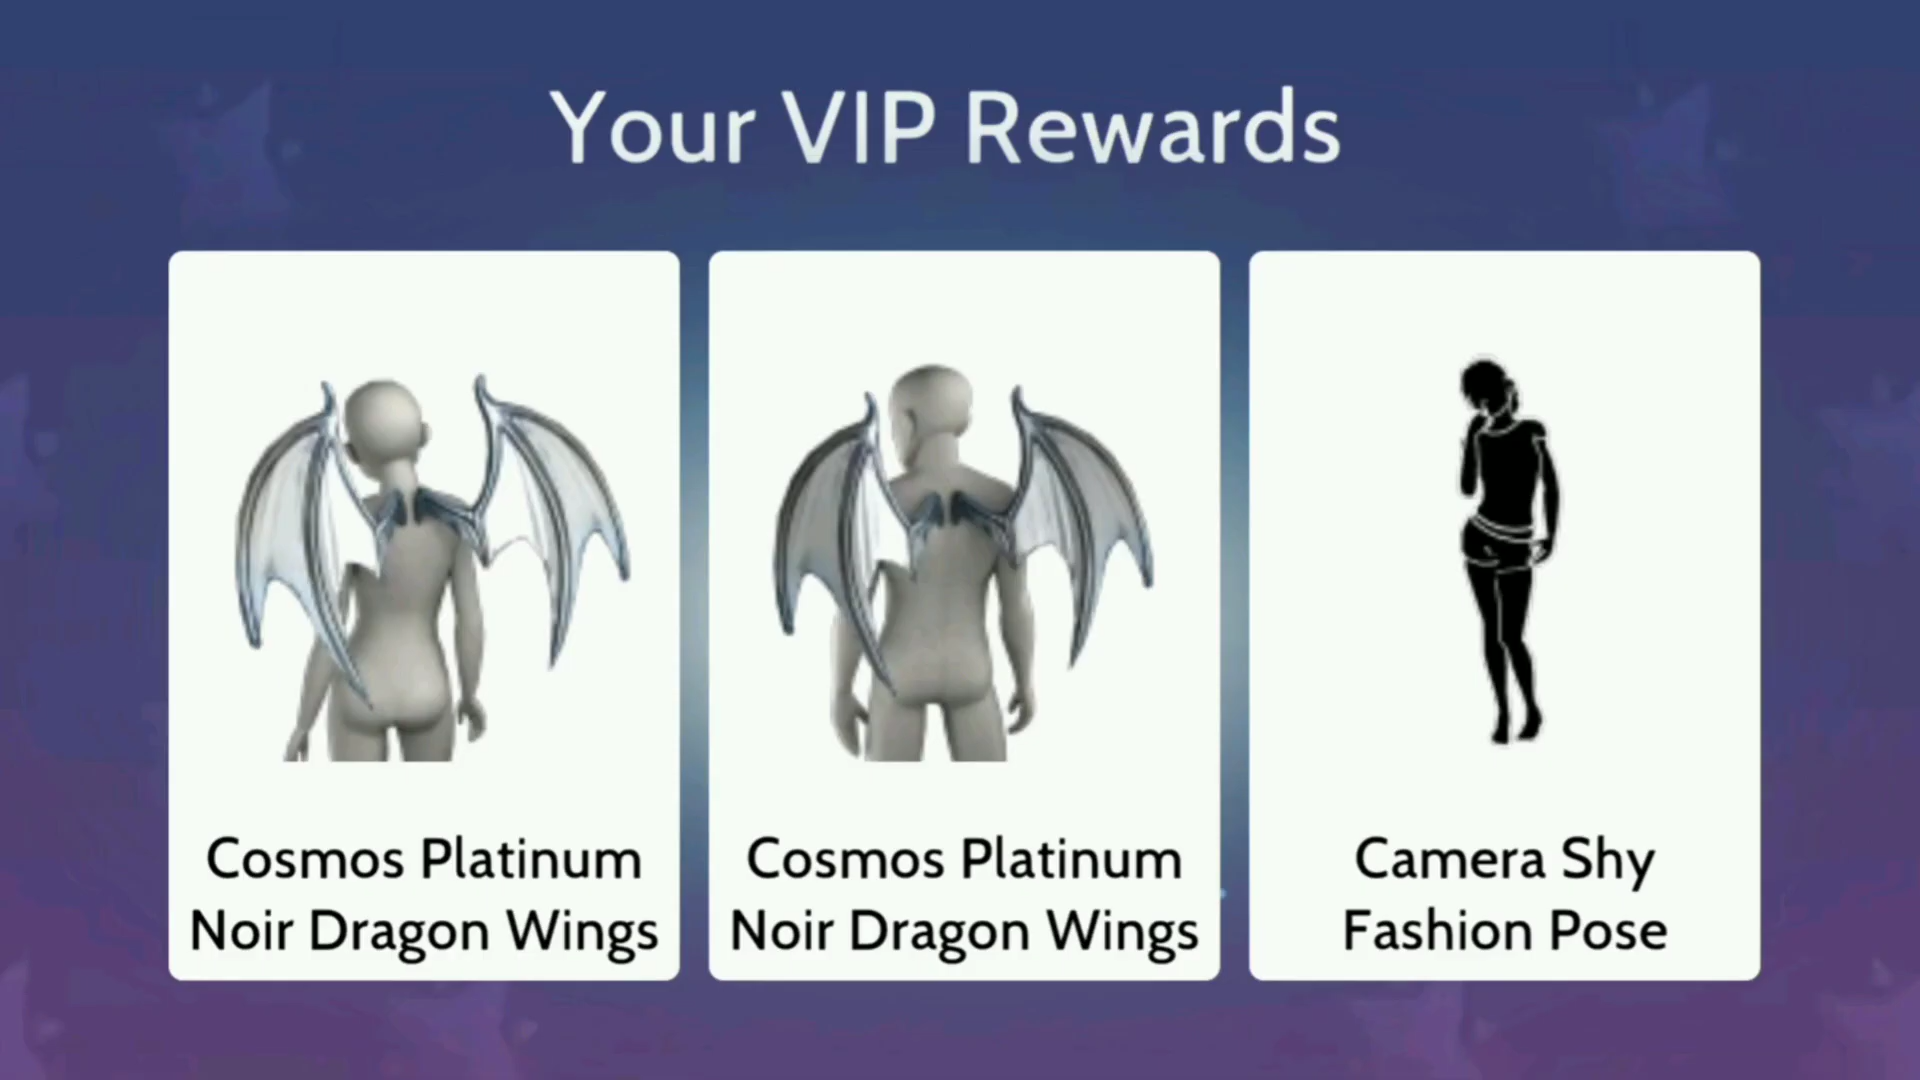 Your VIP Rewards
Cosmos Platinum
Noir Dragon Wings
Cosmos Platinum
Noir Dragon Wings
Camera Shy
Fashion Pose